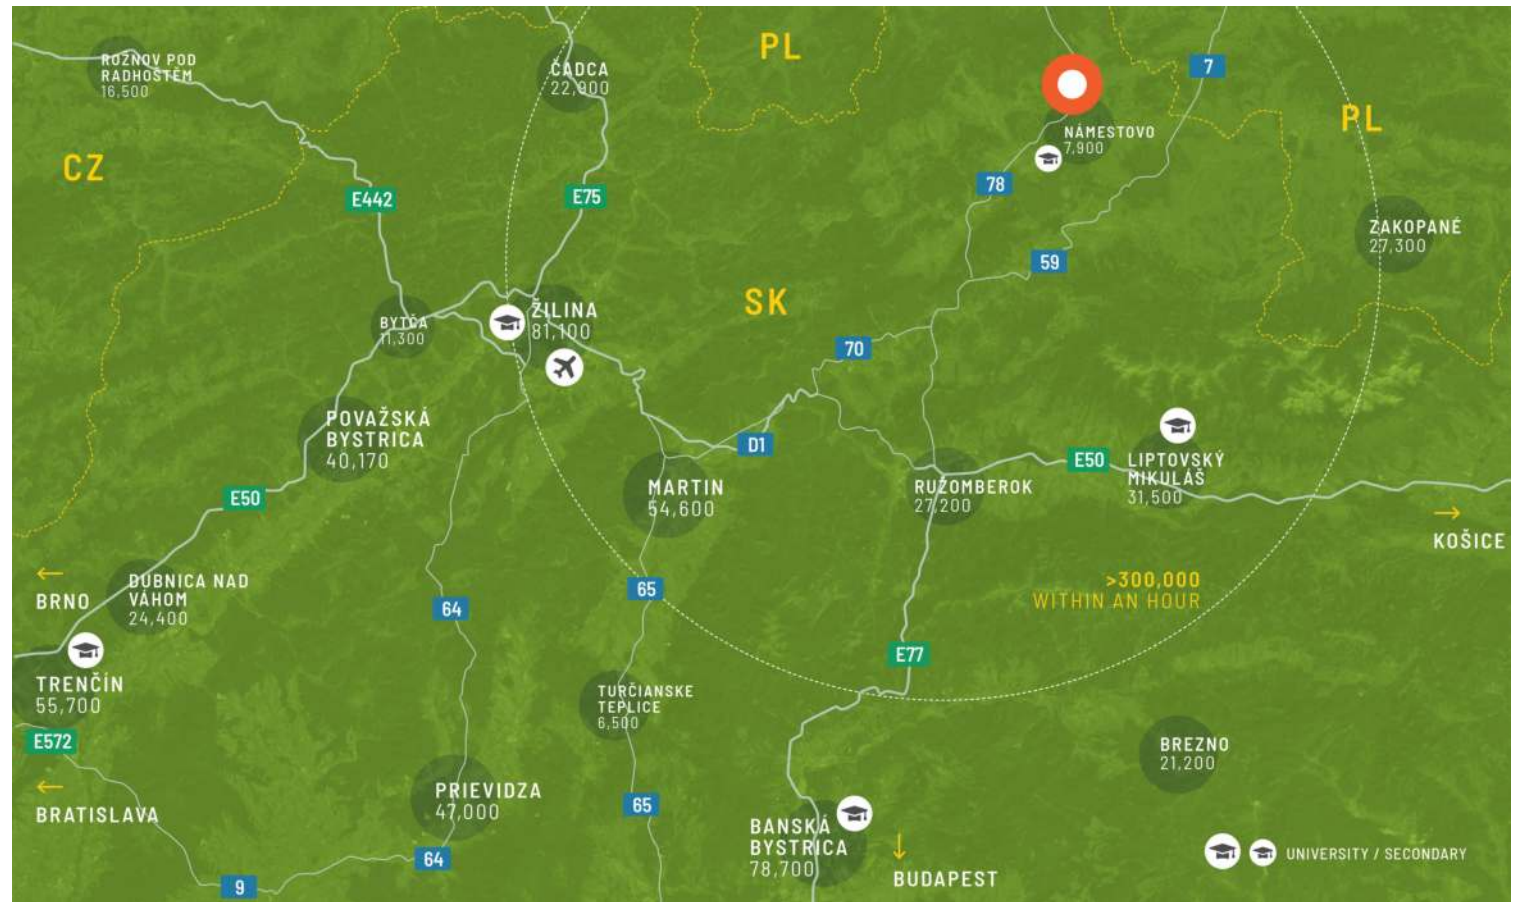 ROŽNOV POD
RADHOSTĚM
16,500
ČADCA
22,900
PL
7
PL
NÁMESTOVO
7,900
CZ
E442
E75
78
ZAKOPANÉ
27,300
59
SK
BYTČA
11,300
ŽILINA
81,100
70
POVAŽSKÁ
BYSTRICA
40,170
D1
E50
E50
LIPTOVSKÝ
MIKULÁŠ
31,500
MARTIN
54,600
RUŽOMBEROK
27,200
→
KOŠICE
←
BRNO
DUBNICA NAD
VÁHOM
24,400
64
65
>300,000
WITHIN AN HOUR
E77
TRENČÍN
55,700
TURČIANSKE
TEPLICE
6,500
E572
BREZNO
21,200
←
BRATISLAVA
PRIEVIDZA
47,000
65
BANSKÁ
BYSTRICA
78,700
↓
BUDAPEST
64
9
UNIVERSITY / SECONDARY